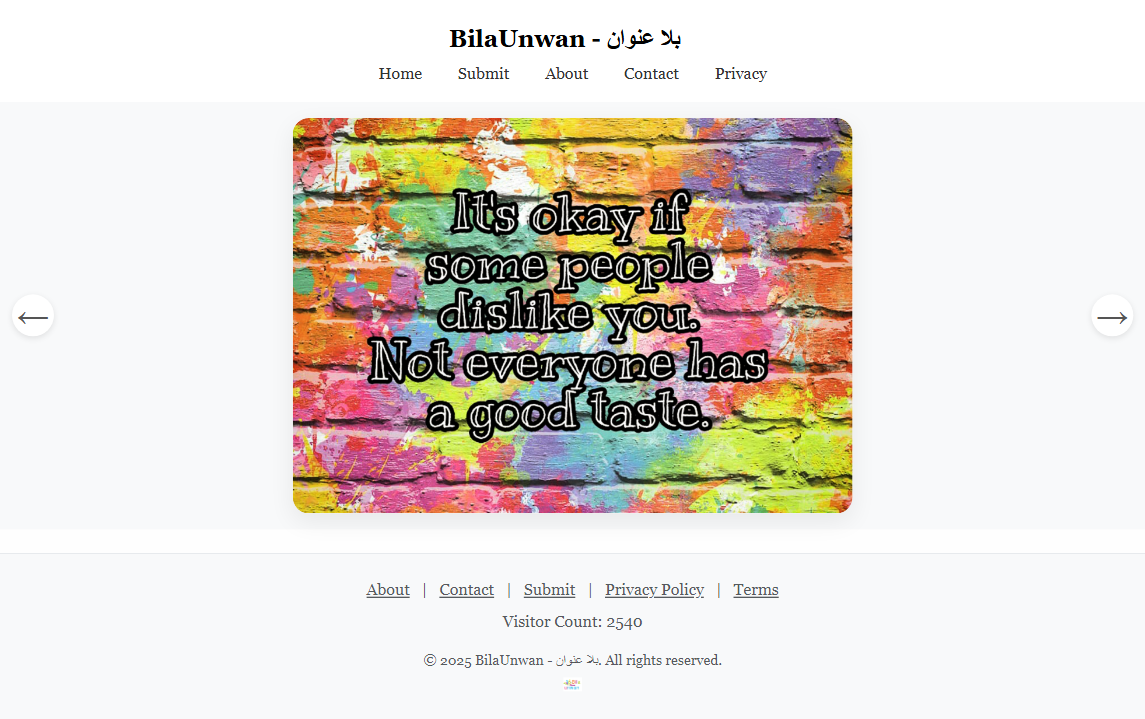 BilaUnwan - بلا عنوان
Home Submit About Contact Privacy
It's okay if
some people
dislike you.
Not everyone has
a good taste.
About | Contact | Submit | Privacy Policy | Terms
Visitor Count: 2540
© 2025 BilaUnwan - بلا عنوان. All rights reserved.